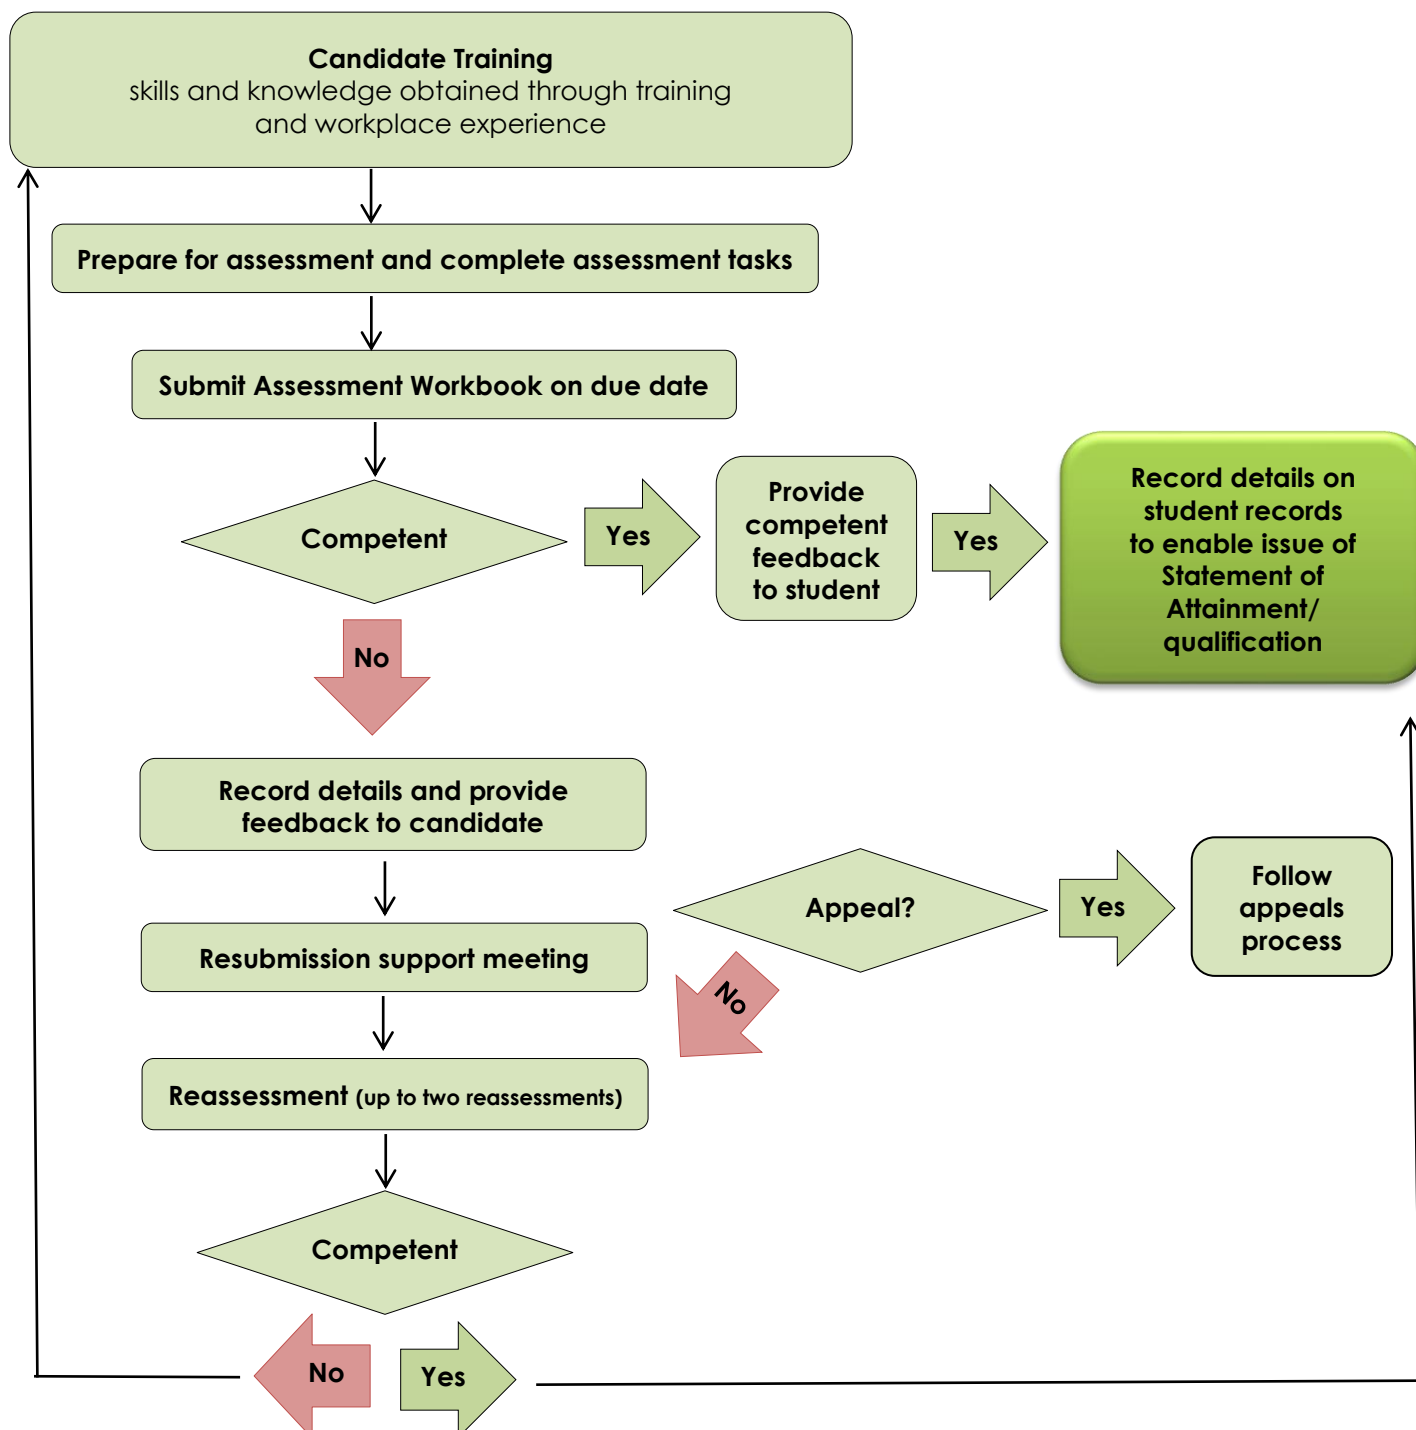 Candidate Training
skills and knowledge obtained through training
and workplace experience
Prepare for assessment and complete assessment tasks
Submit Assessment Workbook on due date
Competent
Yes
Provide
competent
feedback
to student
Yes
Record details on
student records
to enable issue of
Statement of
Attainment/
qualification
No
Record details and provide
feedback to candidate
Appeal?
Yes
Follow
appeals
process
Resubmission support meeting
No
Reassessment (up to two reassessments)
Competent
No
Yes